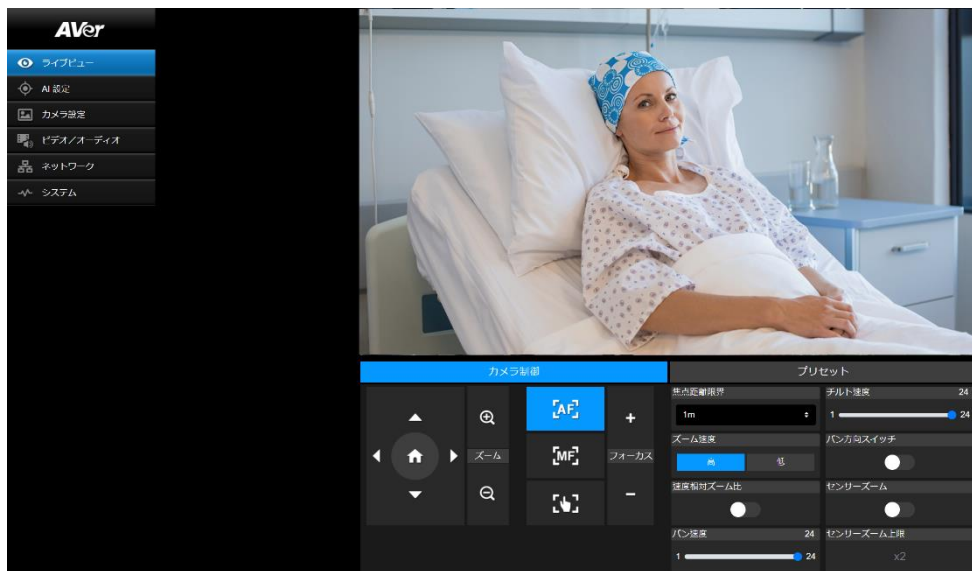 AVer
ライブビュー
AI 設定
カメラ設定
ビデオ/オーディオ
ネットワーク
システム
カメラ制御
プリセット
ズーム
[AF]
[MF]
+
フォーカス
-
焦点距離限界
1m
ズーム速度
高 低
速度相対ズーム比
パン速度 24
1 24
チルト速度 24
1 24
パン方向スイッチ
センサーズーム
センサーズーム上限
x2